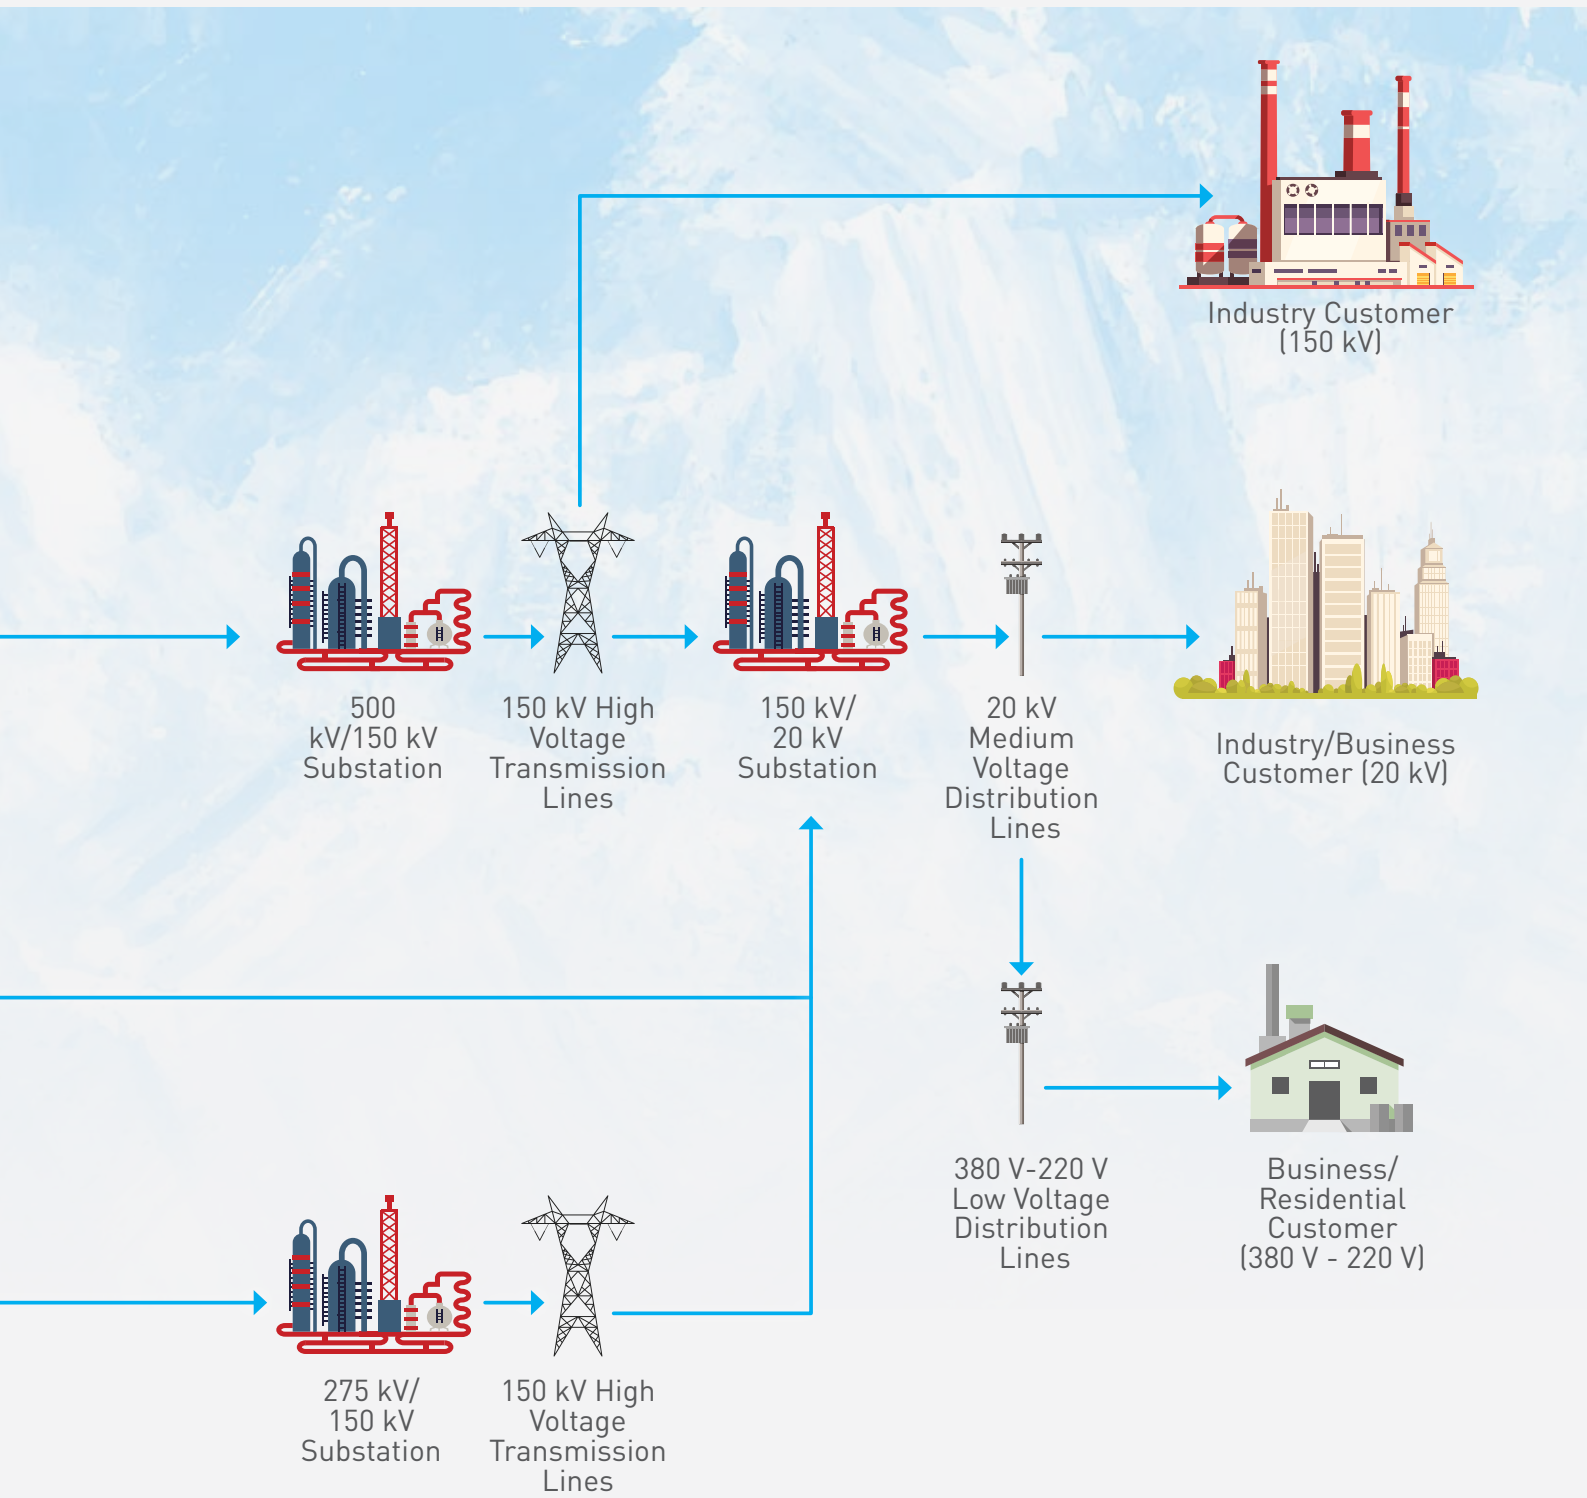 Industry Customer
(150 kV)
500
kV/150 kV
Substation
150 kV High
Voltage
Transmission
Lines
150 kV/
20 kV
Substation
20 kV
Medium
Voltage
Distribution
Lines
Industry/Business
Customer (20 kV)
380 V-220 V
Low Voltage
Distribution
Lines
Business/
Residential
Customer
(380 V - 220 V)
275 kV/
150 kV
Substation
150 kV High
Voltage
Transmission
Lines